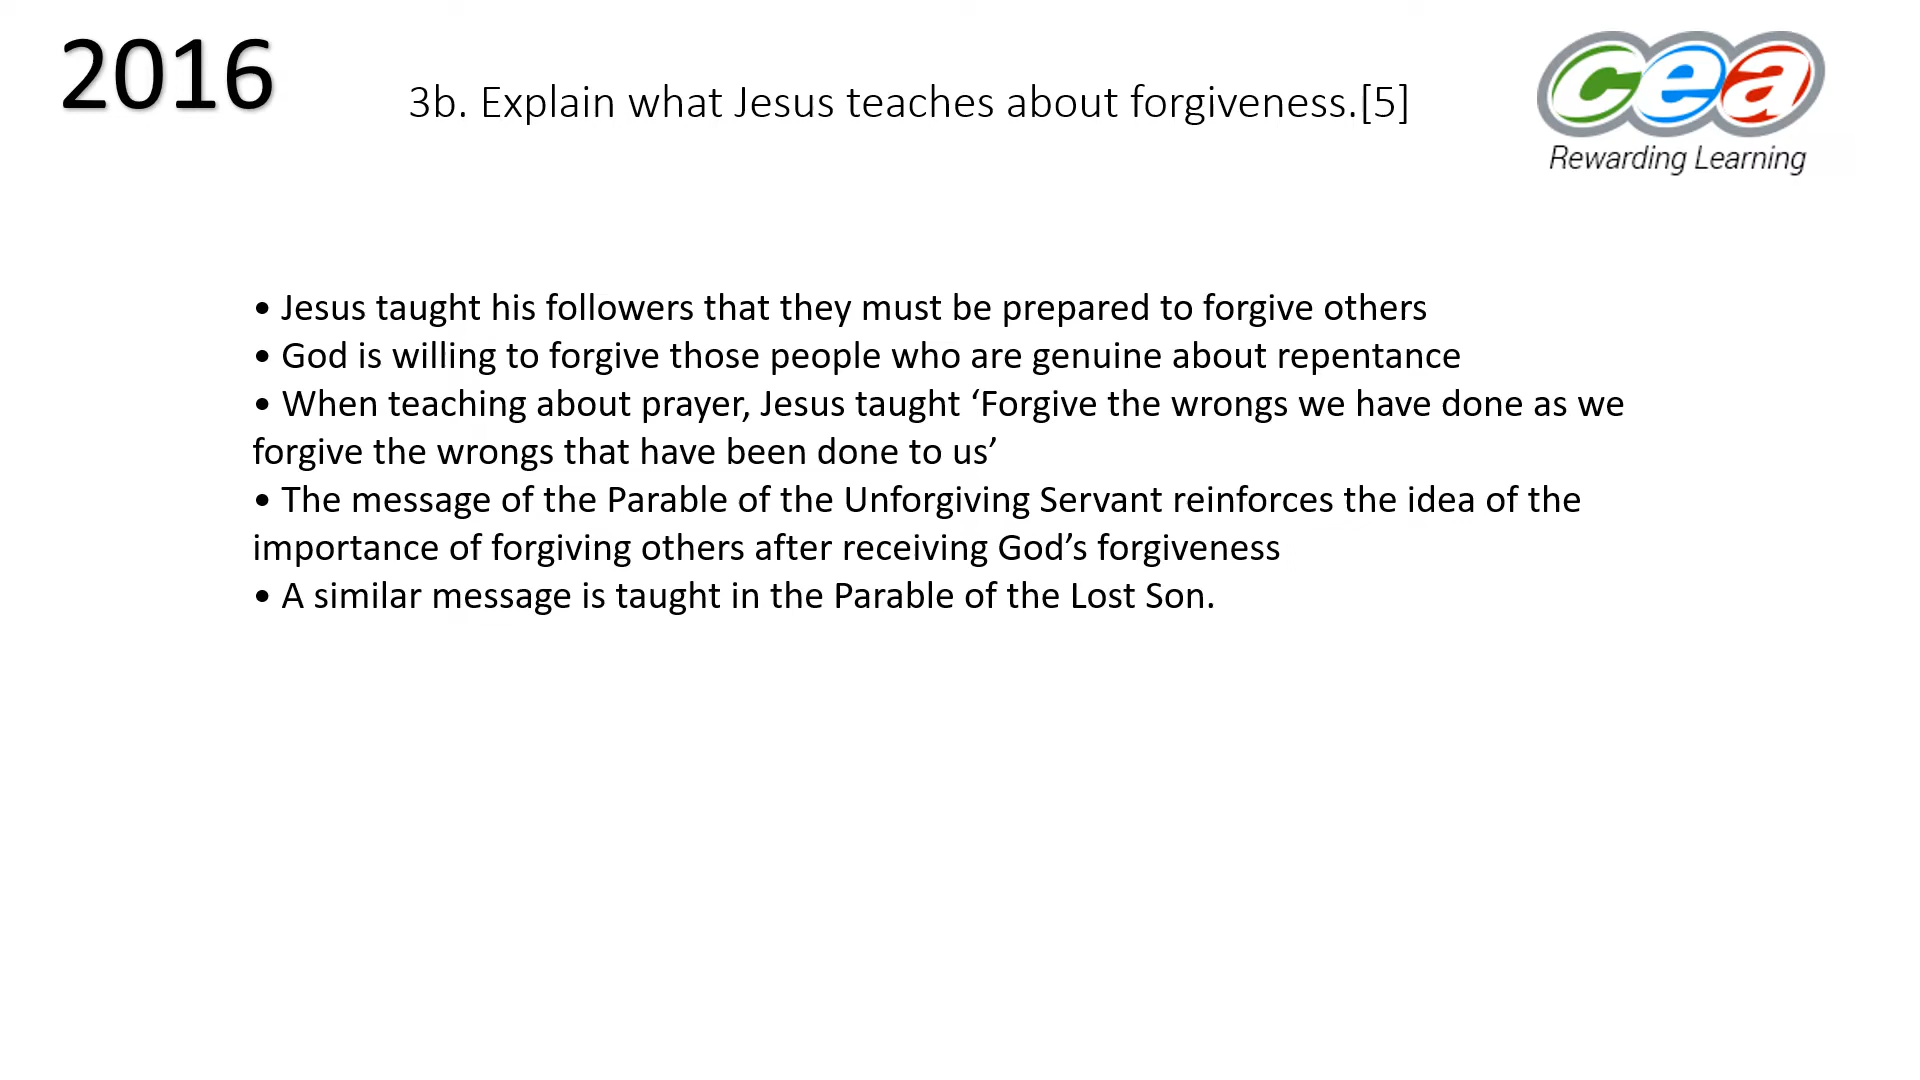 2016
3b. Explain what Jesus teaches about forgiveness.[5]
cea
Rewarding Learning
• Jesus taught his followers that they must be prepared to forgive others
• God is willing to forgive those people who are genuine about repentance
• When teaching about prayer, Jesus taught ‘Forgive the wrongs we have done as we
forgive the wrongs that have been done to us’
• The message of the Parable of the Unforgiving Servant reinforces the idea of the
importance of forgiving others after receiving God’s forgiveness
• A similar message is taught in the Parable of the Lost Son.